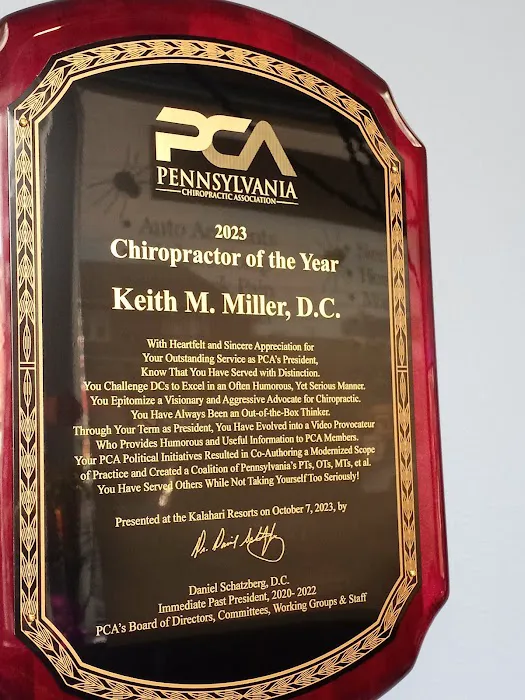 PCA
PENNSYLVANIA
CHIROPRACTIC ASSOCIATION
2023
Chiropractor of the Year
Keith M. Miller, D.C.
With Heartfelt and Sincere Appreciation for
Your Outstanding Service as PCA's President,
Know That You Have Served with Distinction.
You Challenge DCs to Excel in an Often Humorous, Yet Serious Manner.
You Epitomize a Visionary and Aggressive Advocate for Chiropractic.
You Have Always Been an Out-of-the-Box Thinker.
Through Your Term as President, You Have Evolved into a Video Provocateur
Who Provides Humorous and Useful Information to PCA Members.
Your PCA Political Initiatives Resulted in Co-Authoring a Modernized Scope
of Practice and Created a Coalition of Pennsylvania's PTs, OTs, MTs, et al.
You Have Served Others While Not Taking Yourself Too Seriously!
Presented at the Kalahari Resorts on October 7, 2023, by
Daniel Schatzberg, D.C.
Immediate Past President, 2020- 2022
PCA's Board of Directors, Committees, Working Groups & Staff